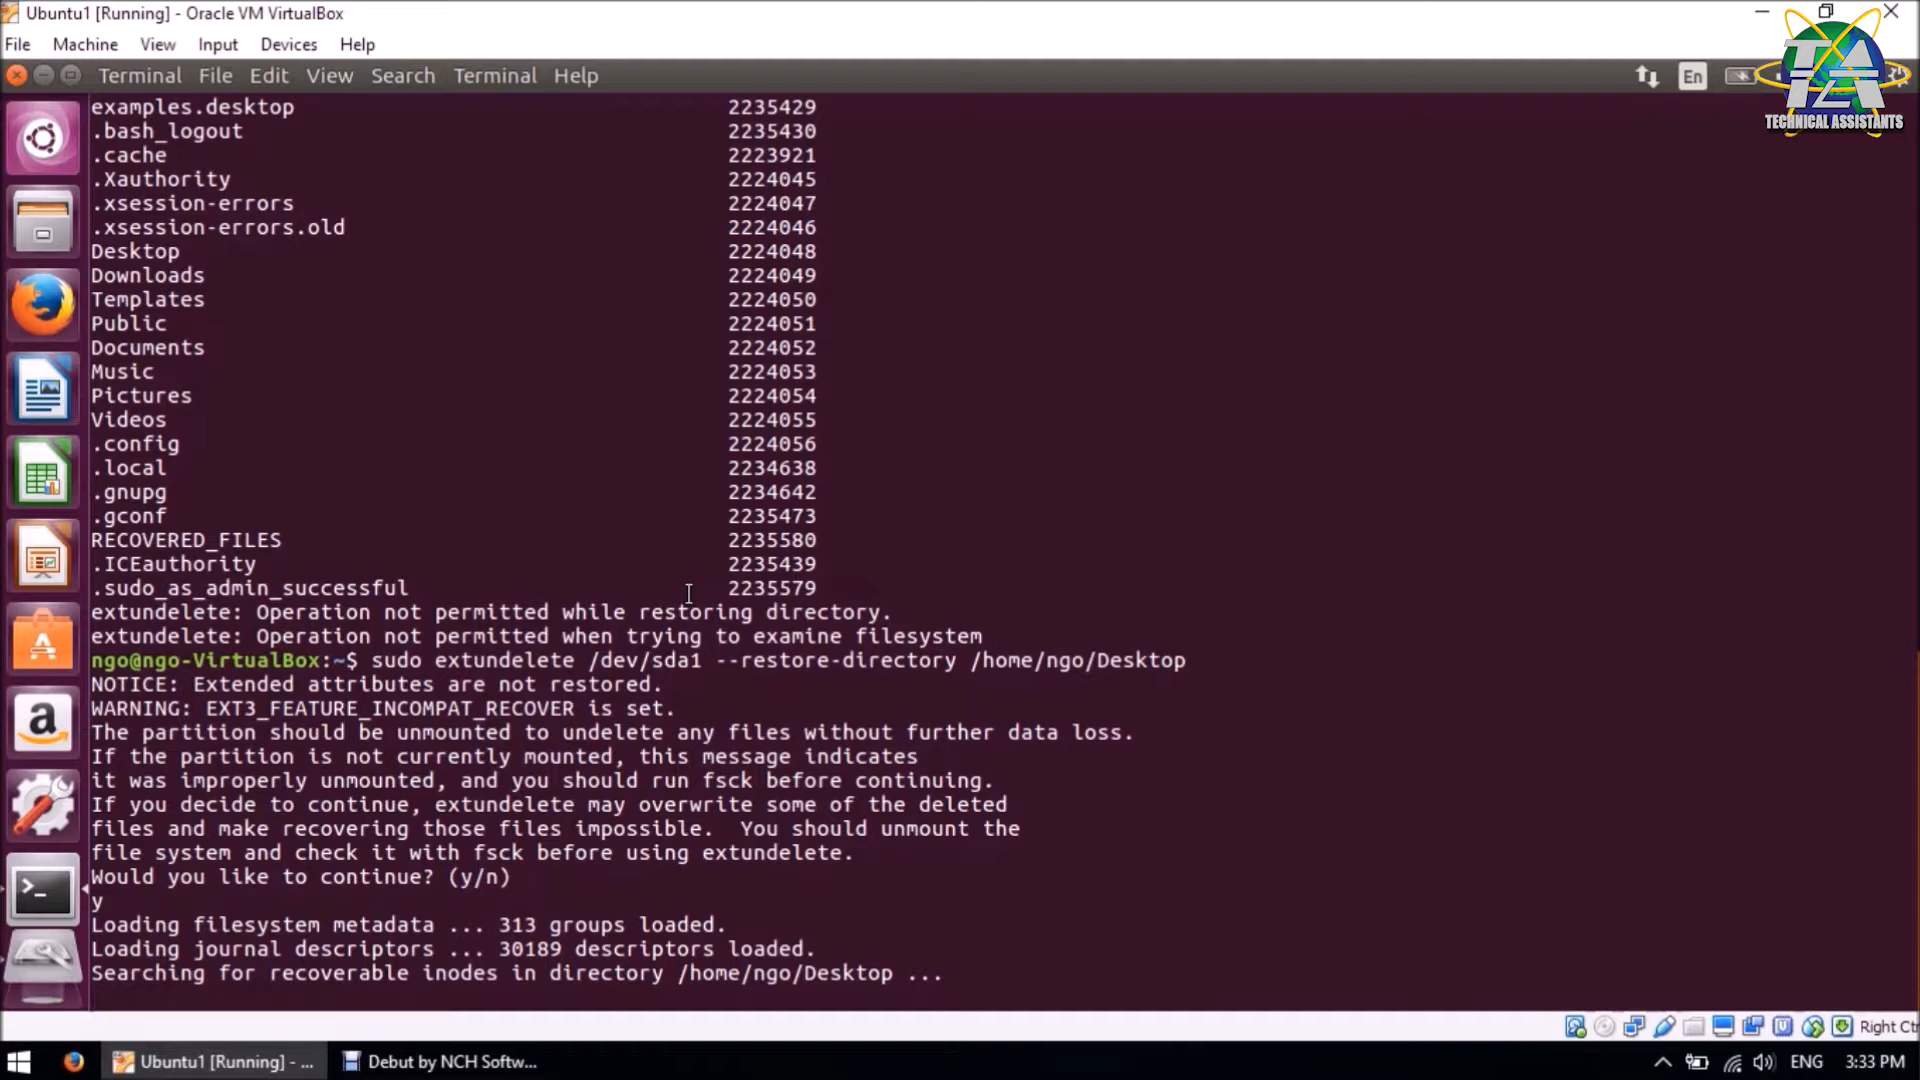 Ubuntu1 [Running] - Oracle VM VirtualBox
File Machine View Input Devices Help
Terminal File Edit View Search Terminal Help
En
TA
TECHNICAL ASSISTANTS
examples.desktop 2235429
.bash_logout 2235430
.cache 2223921
.Xauthority 2224045
.xsession-errors 2224047
.xsession-errors.old 2224046
Desktop 2224048
Downloads 2224049
Templates 2224050
Public 2224051
Documents 2224052
Music 2224053
Pictures 2224054
Videos 2224055
.config 2224056
.local 2234638
.gnupg 2234642
.gconf 2235473
RECOVERED_FILES 2235580
.ICEauthority 2235439
.sudo_as_admin_successful 2235579
extundelete: Operation not permitted while restoring directory.
extundelete: Operation not permitted when trying to examine filesystem
ngo@ngo-VirtualBox:~$ sudo extundelete /dev/sda1 --restore-directory /home/ngo/Desktop
NOTICE: Extended attributes are not restored.
WARNING: EXT3_FEATURE_INCOMPAT_RECOVER is set.
The partition should be unmounted to undelete any files without further data loss.
If the partition is not currently mounted, this message indicates
it was improperly unmounted, and you should run fsck before continuing.
If you decide to continue, extundelete may overwrite some of the deleted
files and make recovering those files impossible.  You should unmount the
file system and check it with fsck before using extundelete.
Would you like to continue? (y/n)
y
Loading filesystem metadata ... 313 groups loaded.
Loading journal descriptors ... 30189 descriptors loaded.
Searching for recoverable inodes in directory /home/ngo/Desktop ...
Right Ctr
Ubuntu1 [Running] - ...
Debut by NCH Softw...
ENG
3:33 PM